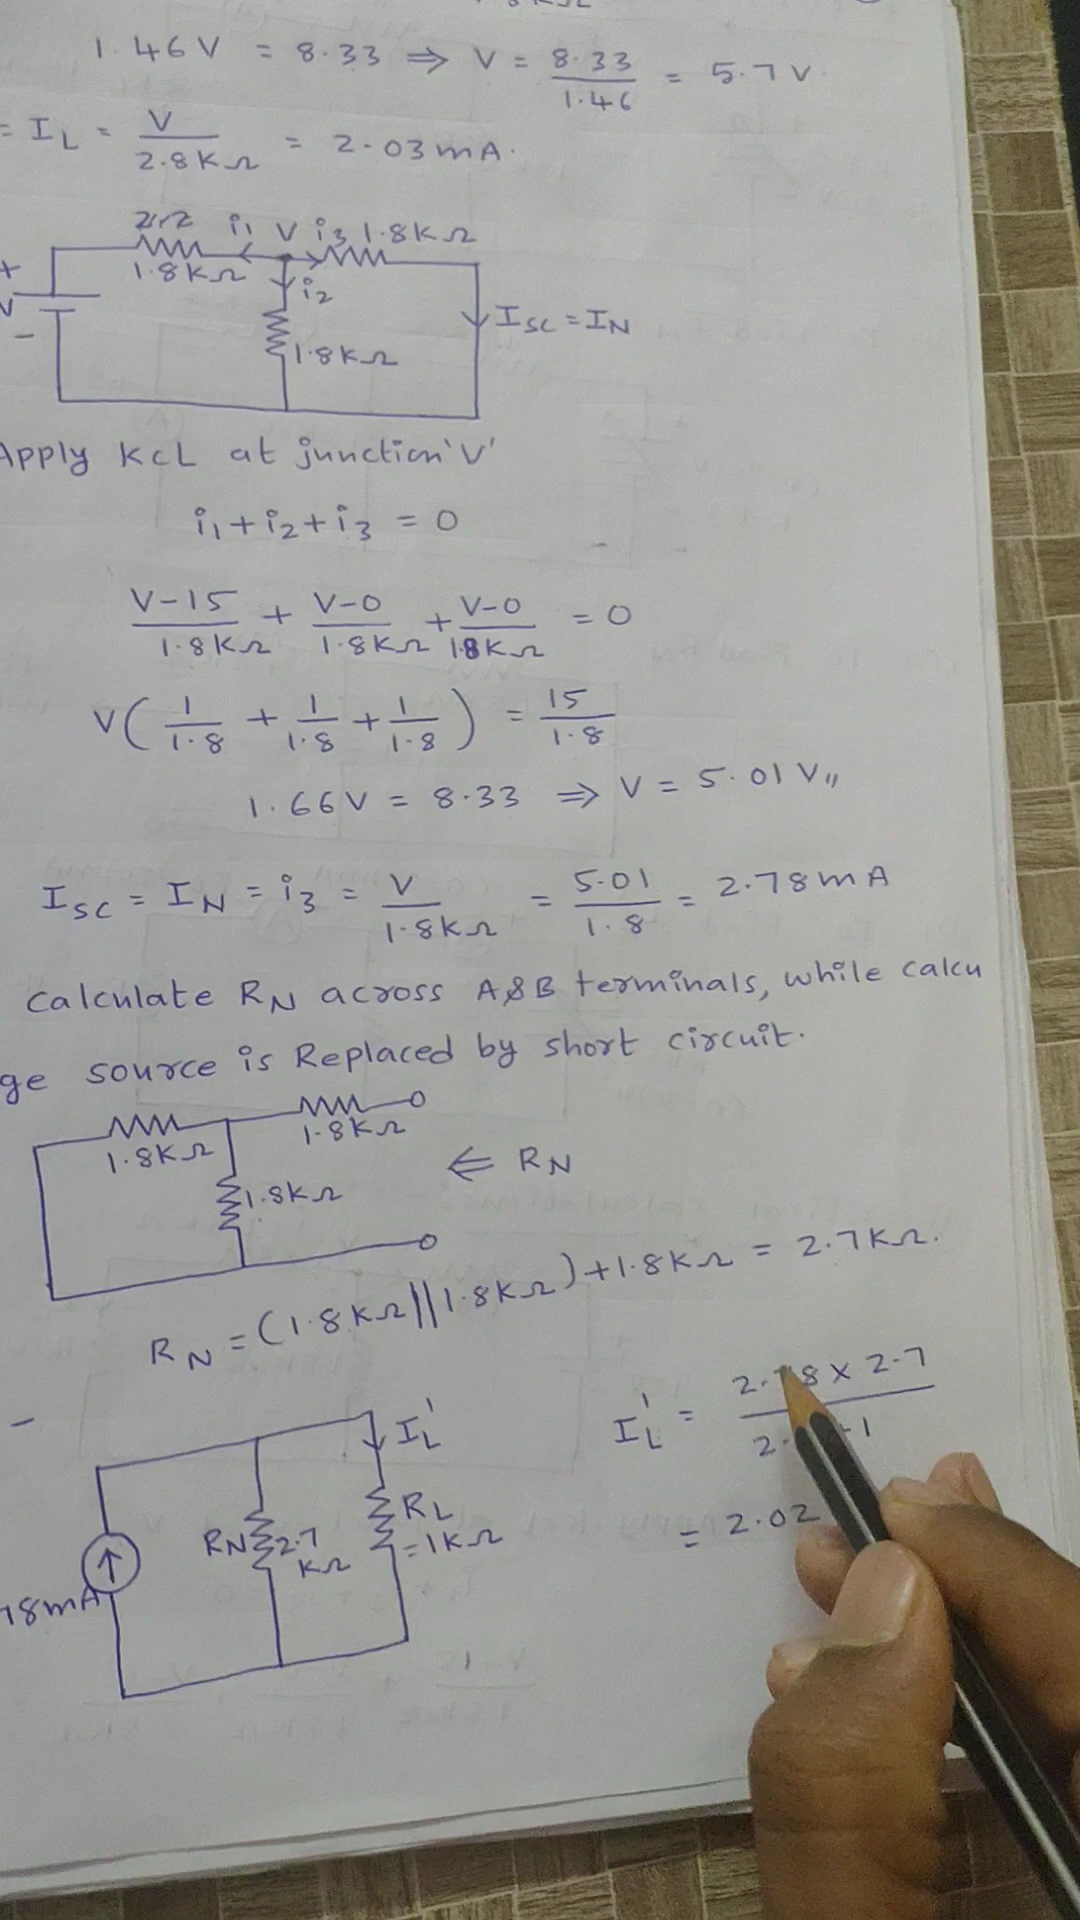 1.46V = 8.33 ⇒ V = 8.33/1.46 = 5.7V.
= IL = V/2.8KΩ = 2.03mA.
i1 V i3 1.8KΩ
1.8KΩ
+
V
-
i2
1.8KΩ
ISC = IN
Apply KCL at junction 'V'
i1 + i2 + i3 = 0
V-15/1.8KΩ + V-0/1.8KΩ + V-0/1.8KΩ = 0
V(1/1.8 + 1/1.8 + 1/1.8) = 15/1.8
1.66V = 8.33 ⇒ V = 5.01V,,
ISC = IN = i3 = V/1.8KΩ = 5.01/1.8 = 2.78mA
Calculate RN across A&B terminals, while calcu
ge source is Replaced by short circuit.
1.8KΩ
1.8KΩ
1.8KΩ
⇐ RN
RN = (1.8KΩ||1.8KΩ)+1.8KΩ = 2.7KΩ.
IL' = 2.78 x 2.7
= 2.02
IL'
RN 2.7 KΩ
RL = 1KΩ
78mA